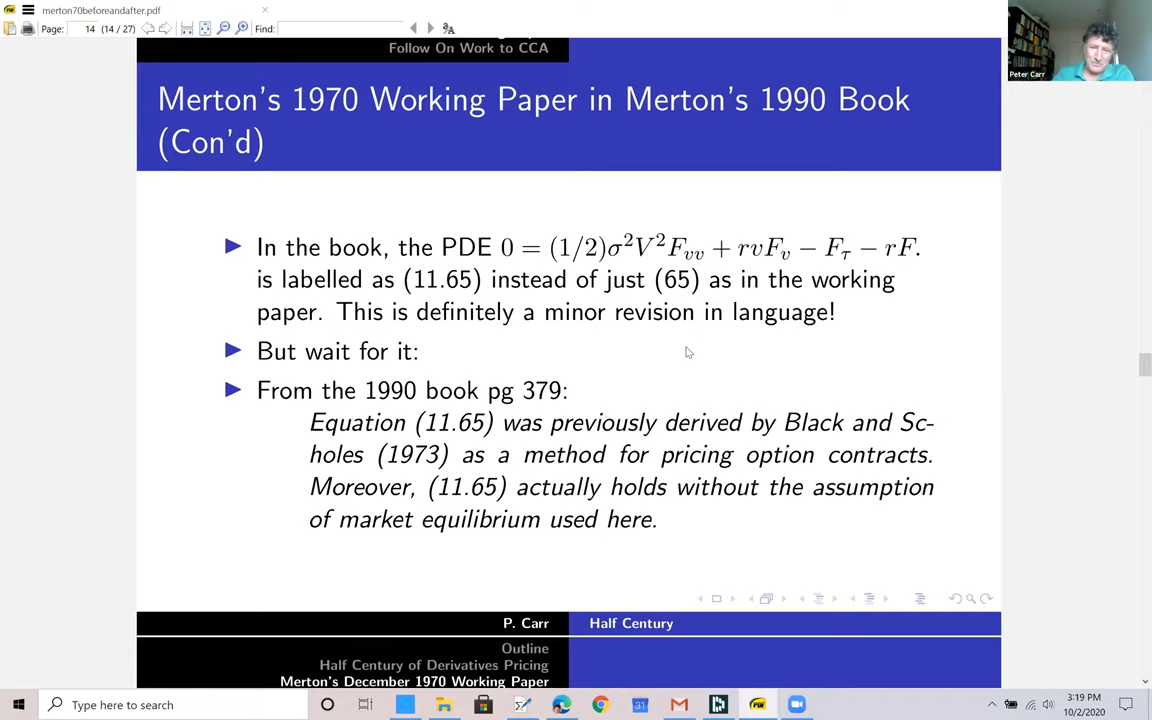 merton70beforeandafter.pdf
Page: 14 (14 / 27) Find:
Peter Carr
Follow On Work to CCA
Merton's 1970 Working Paper in Merton's 1990 Book
(Con'd)
In the book, the PDE 0 = (1/2)σ²V²F_vv + rvF_v − F_τ − rF.
is labelled as (11.65) instead of just (65) as in the working
paper. This is definitely a minor revision in language!
But wait for it:
From the 1990 book pg 379:
Equation (11.65) was previously derived by Black and Sc-
holes (1973) as a method for pricing option contracts.
Moreover, (11.65) actually holds without the assumption
of market equilibrium used here.
P. Carr Half Century
Outline
Half Century of Derivatives Pricing
Merton's December 1970 Working Paper
Type here to search
3:19 PM
10/2/2020